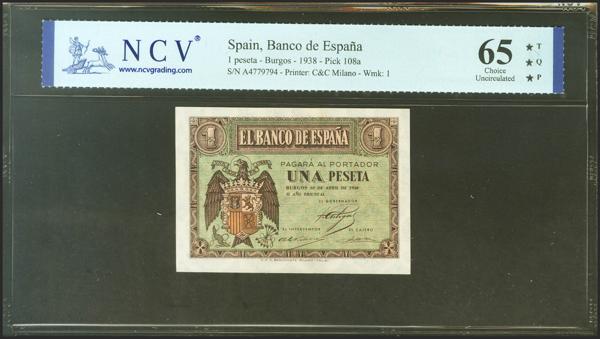 NCV®
www.ncvgrading.com
Spain, Banco de España
1 peseta - Burgos - 1938 - Pick 108a
S/N A4779794 - Printer: C&C Milano - Wmk: 1
65
Choice
Uncirculated
★ T
★ Q
★ P
1
1
EL BANCO DE ESPAÑA
PAGARÁ AL PORTADOR
UNA PESETA
BURGOS 30 DE ABRIL DE 1938
II AÑO TRIUNFAL
EL GOBERNADOR
EL INTERVENTOR
EL CAJERO